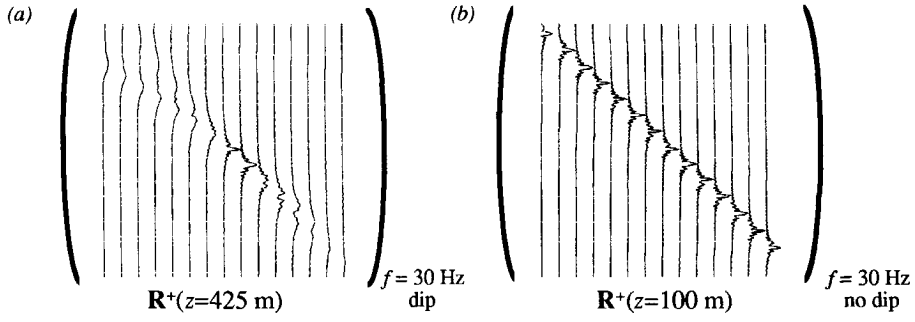 (a)
(b)
R⁺(z=425 m)
f = 30 Hz
dip
R⁺(z=100 m)
f = 30 Hz
no dip